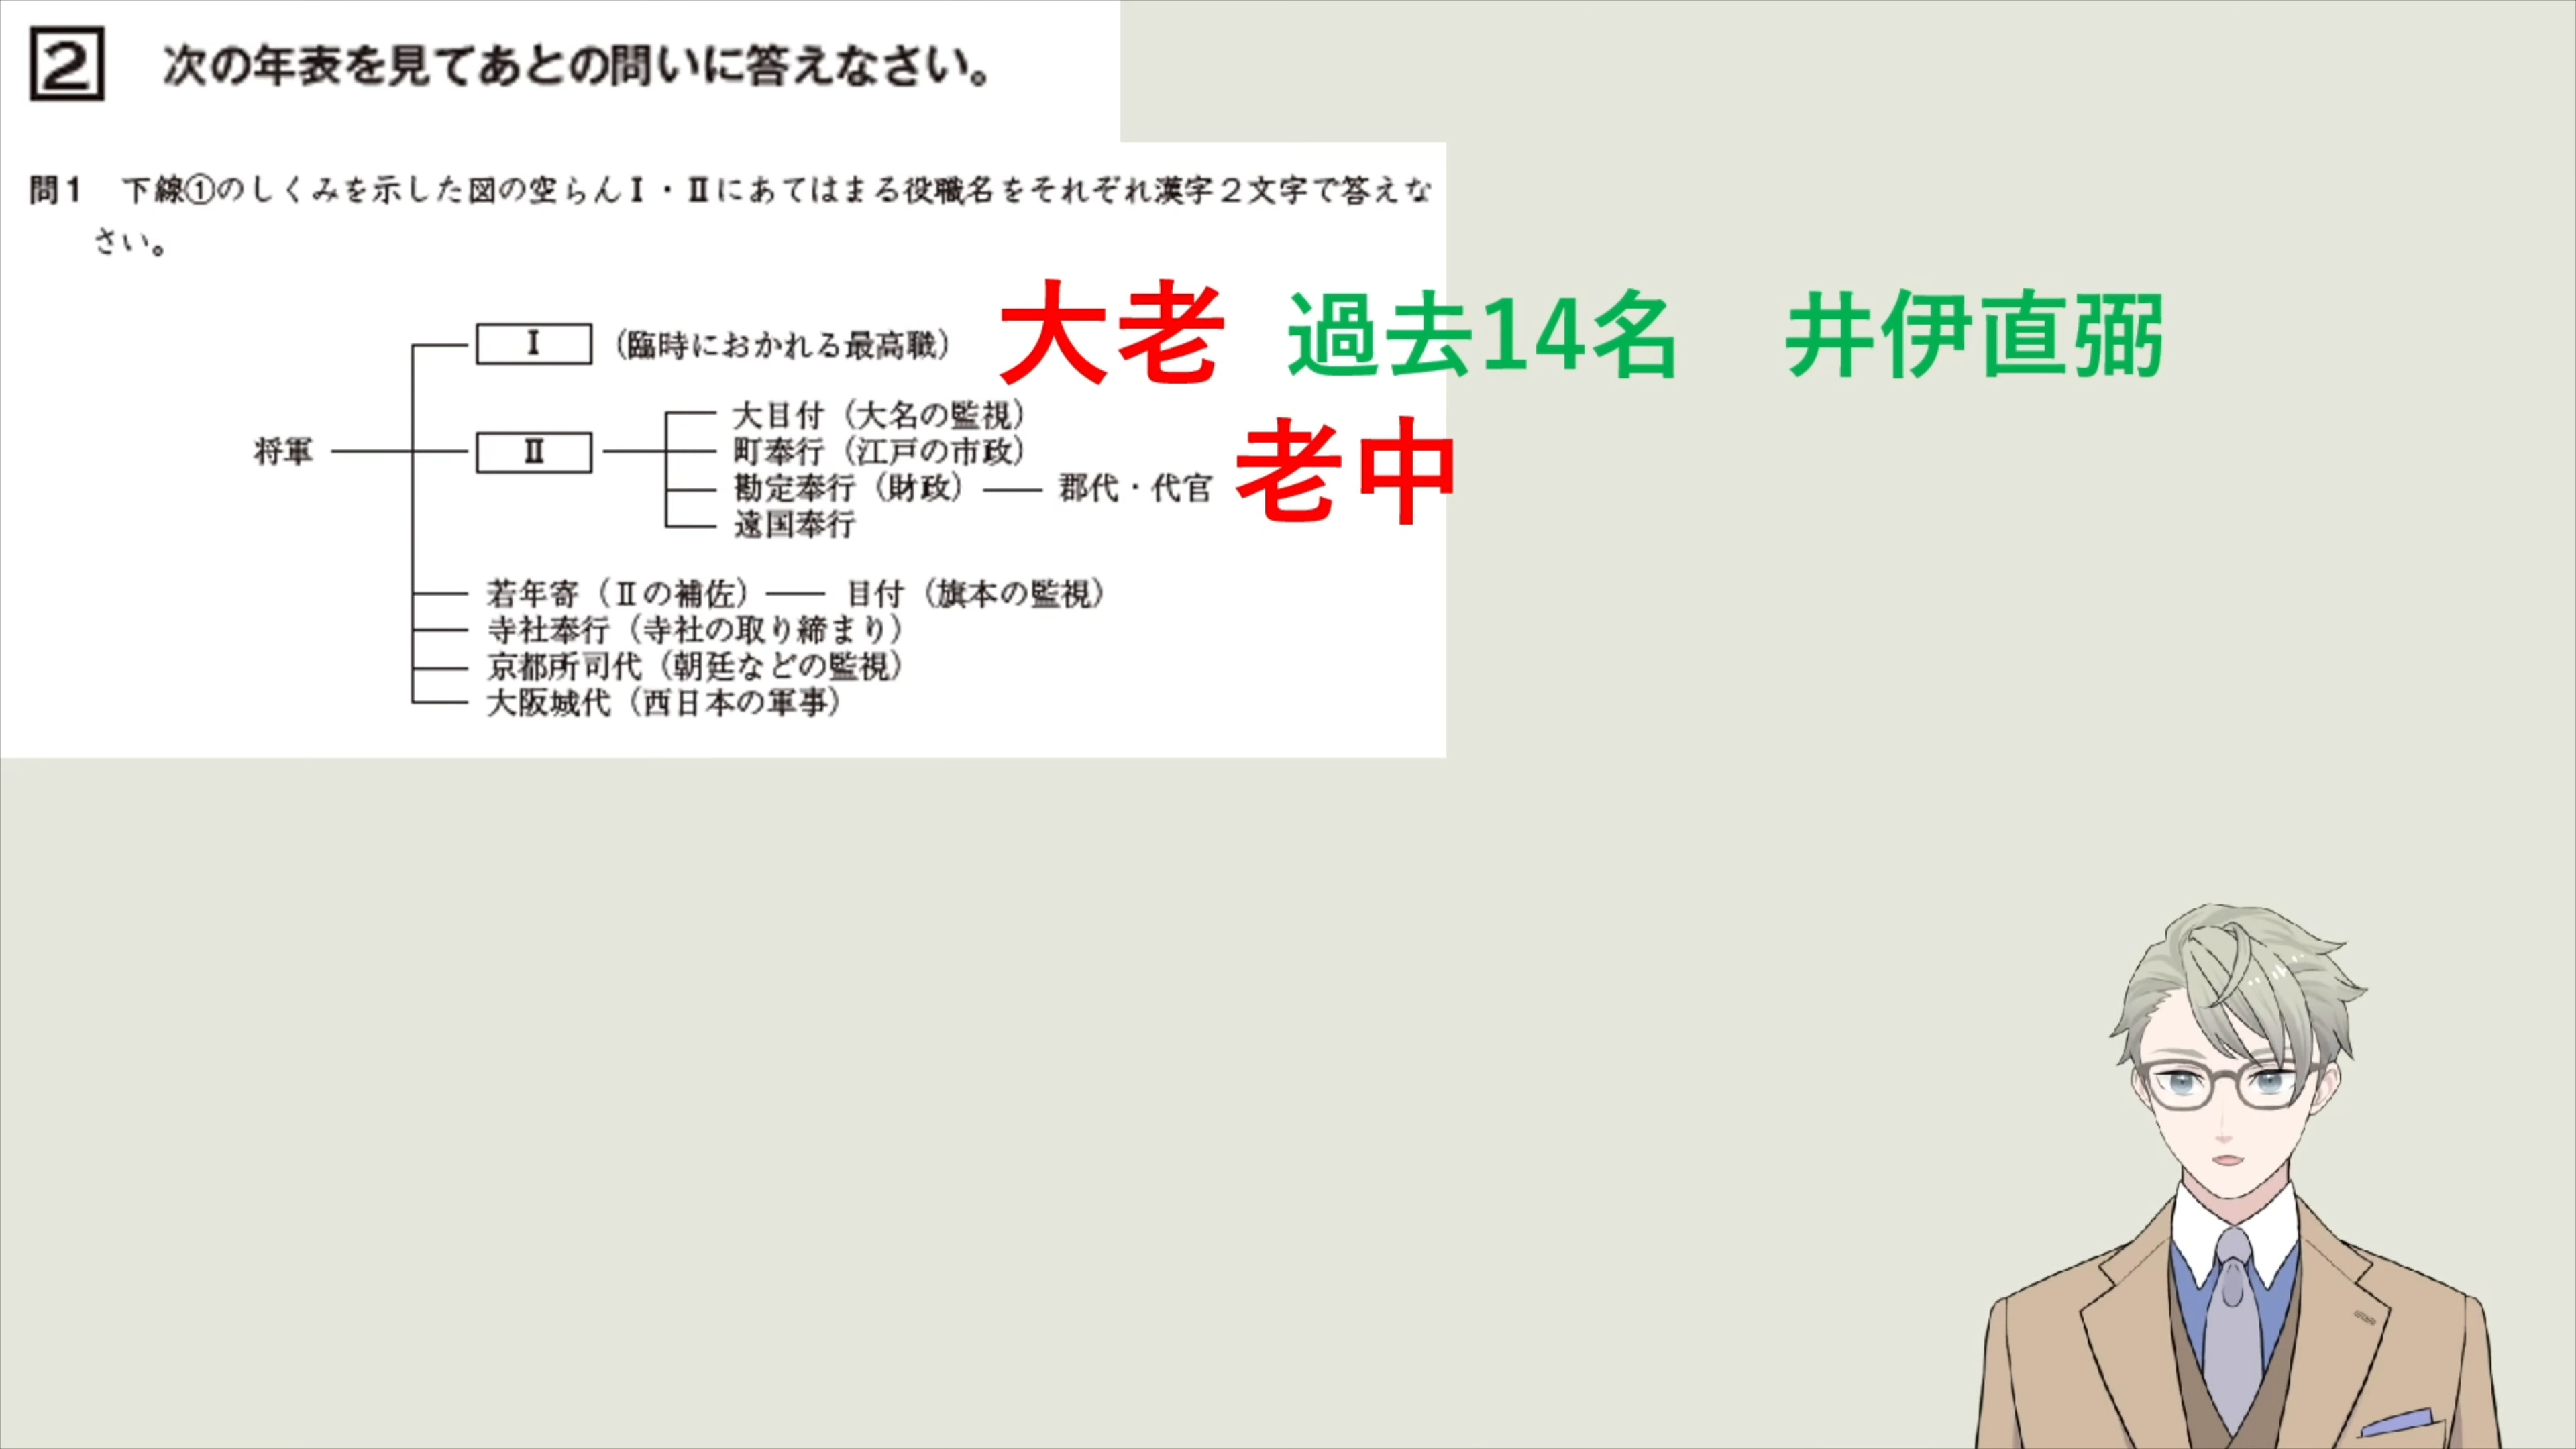 2 次の年表を見てあとの問いに答えなさい。
問1 下線①のしくみを示した図の空らんⅠ・Ⅱにあてはまる役職名をそれぞれ漢字2文字で答えな
さい。
Ⅰ (臨時におかれる最高職) 大老 過去14名 井伊直弼
大目付（大名の監視）
将軍 Ⅱ 町奉行（江戸の市政） 老中
勘定奉行（財政） 郡代・代官
遠国奉行
若年寄（Ⅱの補佐） 目付（旗本の監視）
寺社奉行（寺社の取り締まり）
京都所司代（朝廷などの監視）
大阪城代（西日本の軍事）